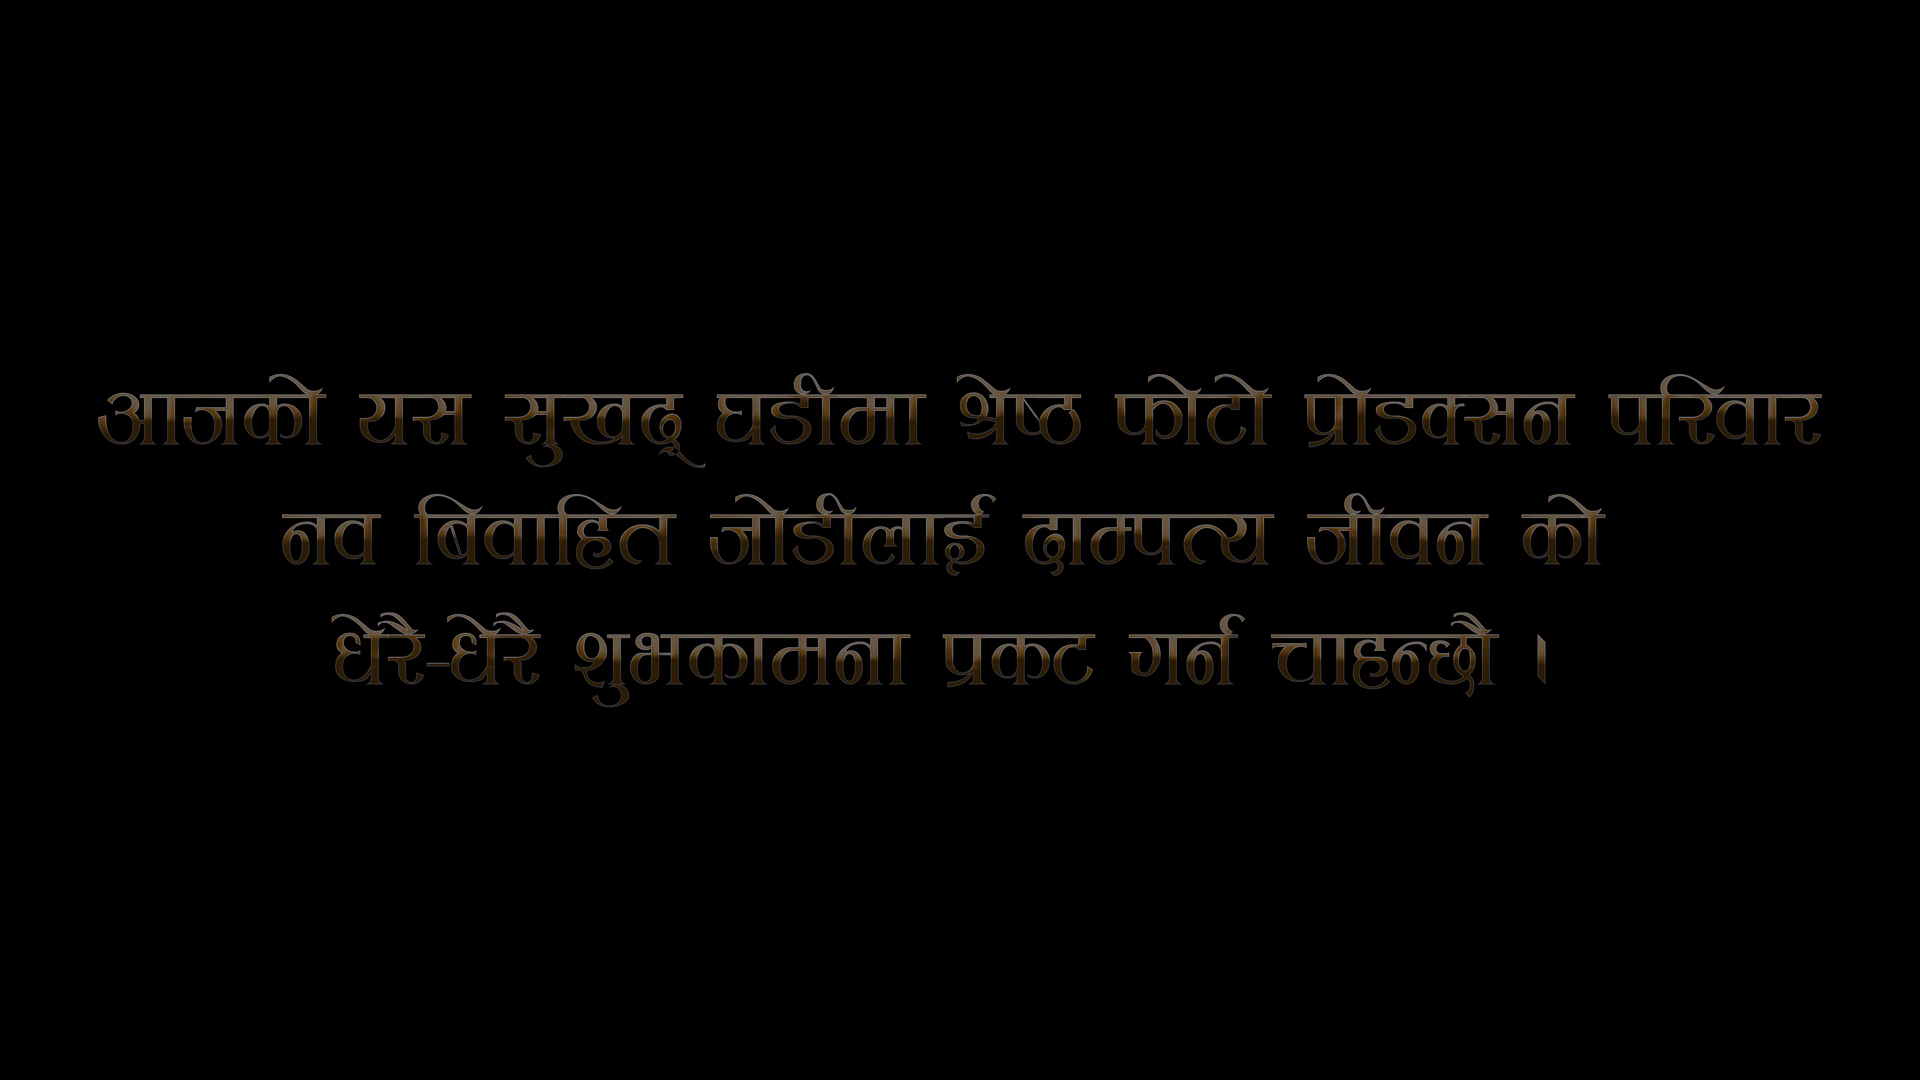 आजको यस सुखद् घडीमा श्रेष्ठ फोटो प्रोडक्सन परिवार
नव बिवाहित जोडीलाई दाम्पत्य जीवन को
धेरै-धेरै शुभकामना प्रकट गर्न चाहन्छौ ।